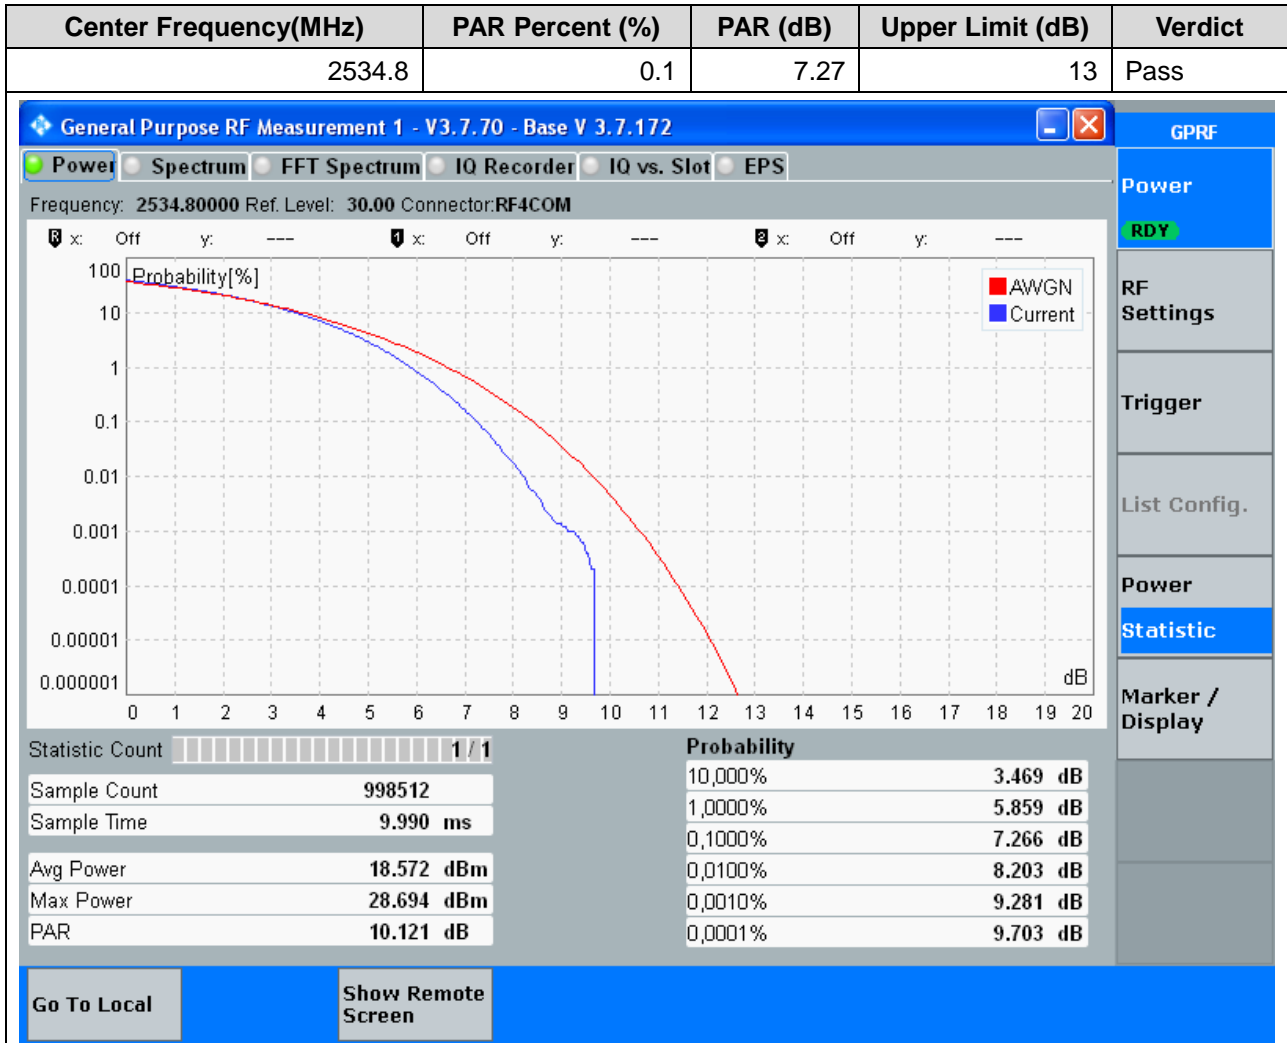 Center Frequency(MHz) PAR Percent (%) PAR (dB) Upper Limit (dB) Verdict
2534.8 0.1 7.27 13 Pass
General Purpose RF Measurement 1 - V3.7.70 - Base V 3.7.172
GPRF
Power Spectrum FFT Spectrum IQ Recorder IQ vs. Slot EPS
Frequency: 2534.80000 Ref. Level: 30.00 Connector:RF4COM
R x: Off y: --- 1 x: Off y: --- 2 x: Off y: ---
Probability[%]
AWGN
Current
100
10
1
0.1
0.01
0.001
0.0001
0.00001
0.000001
dB
0 1 2 3 4 5 6 7 8 9 10 11 12 13 14 15 16 17 18 19 20
Statistic Count 1 / 1
Sample Count 998512
Sample Time 9.990 ms
Avg Power 18.572 dBm
Max Power 28.694 dBm
PAR 10.121 dB
Probability
10,000% 3.469 dB
1,0000% 5.859 dB
0,1000% 7.266 dB
0,0100% 8.203 dB
0,0010% 9.281 dB
0,0001% 9.703 dB
Power
RDY
RF
Settings
Trigger
List Config.
Power
Statistic
Marker /
Display
Go To Local
Show Remote
Screen